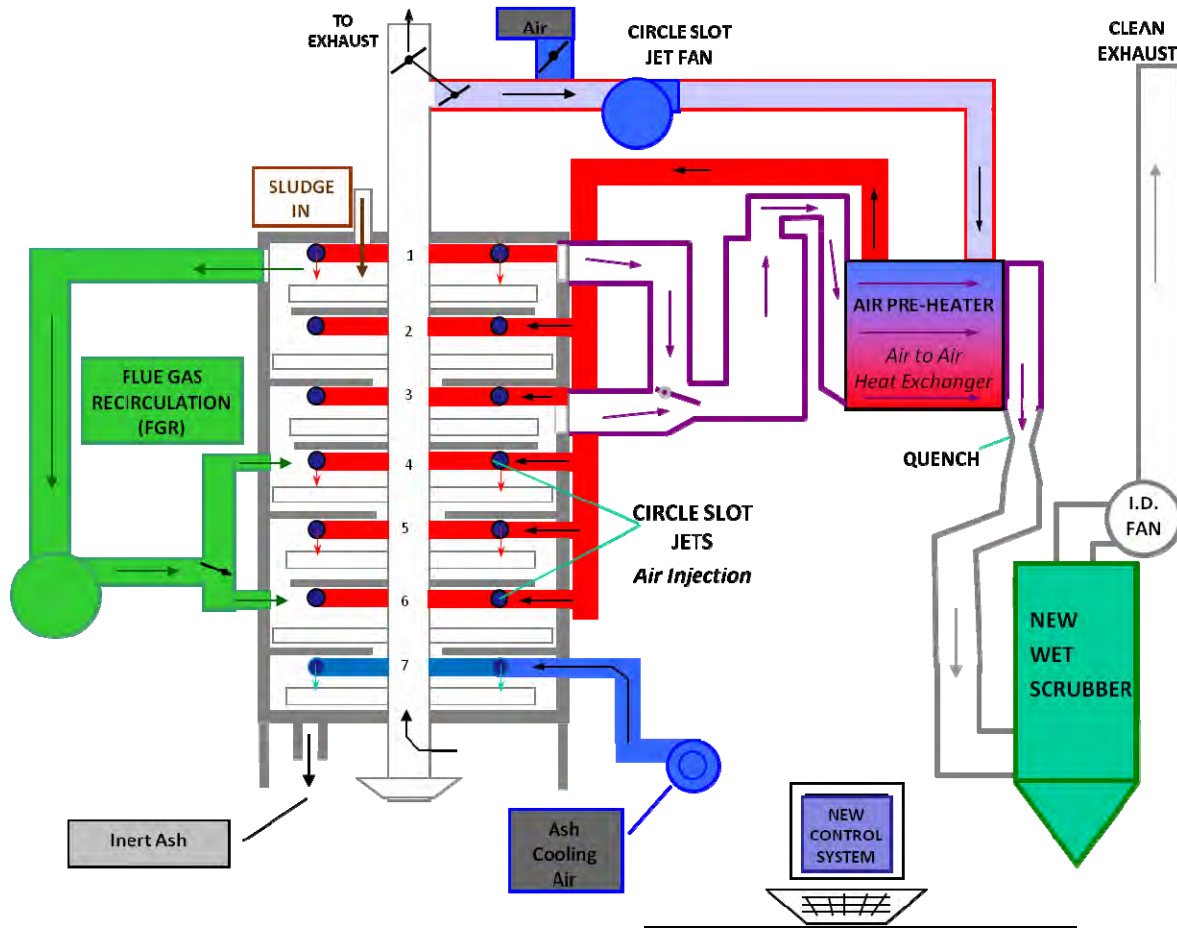 TO
EXHAUST
Air
CIRCLE SLOT
JET FAN
CLEAN
EXHAUST
SLUDGE
IN
1
2
3
4
5
6
7
FLUE GAS
RECIRCULATION
(FGR)
AIR PRE-HEATER
Air to Air
Heat Exchanger
QUENCH
CIRCLE SLOT
JETS
Air Injection
I.D.
FAN
NEW
WET
SCRUBBER
Inert Ash
Ash
Cooling
Air
NEW
CONTROL
SYSTEM